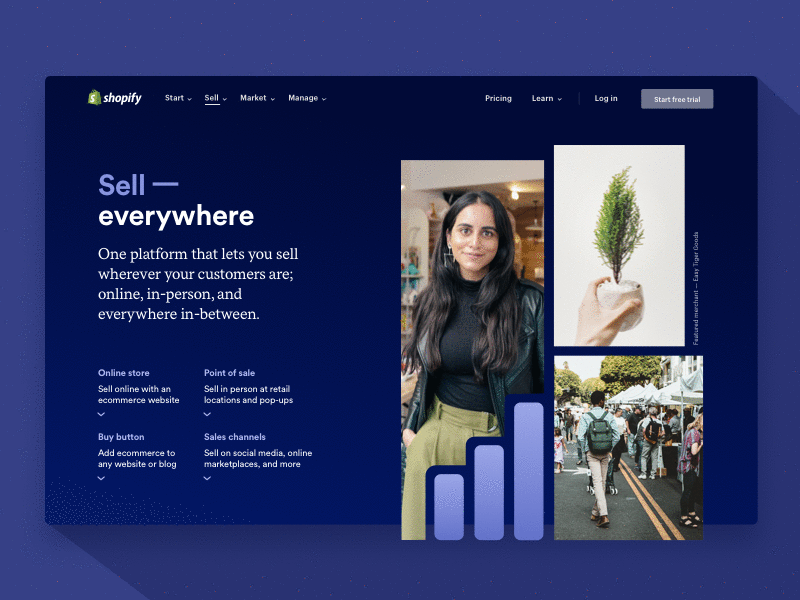 shopify
Start
Sell
Market
Manage
Pricing
Learn
Log in
Start free trial
Sell —
everywhere
One platform that lets you sell
wherever your customers are;
online, in-person, and
everywhere in-between.
Online store
Sell online with an
ecommerce website
Point of sale
Sell in person at retail
locations and pop-ups
Buy button
Add ecommerce to
any website or blog
Sales channels
Sell on social media, online
marketplaces, and more
Featured merchant — Easy Tiger Goods